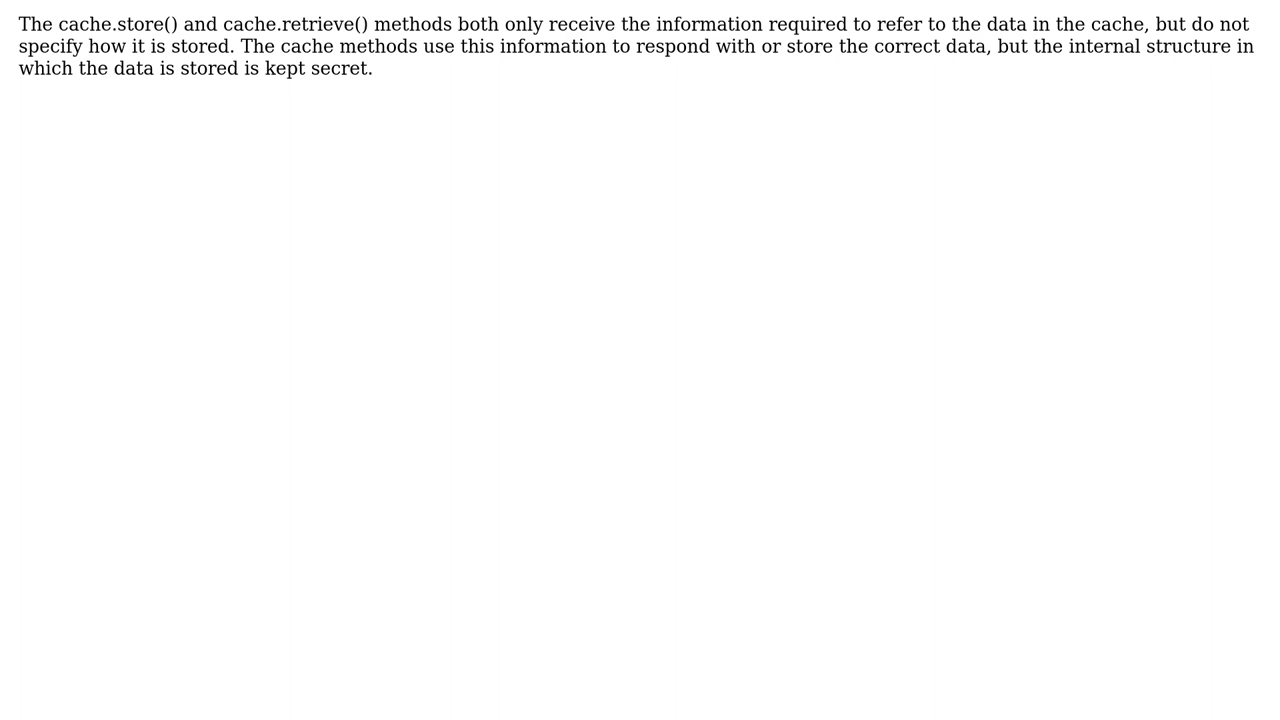 The cache.store() and cache.retrieve() methods both only receive the information required to refer to the data in the cache, but do not
specify how it is stored. The cache methods use this information to respond with or store the correct data, but the internal structure in
which the data is stored is kept secret.